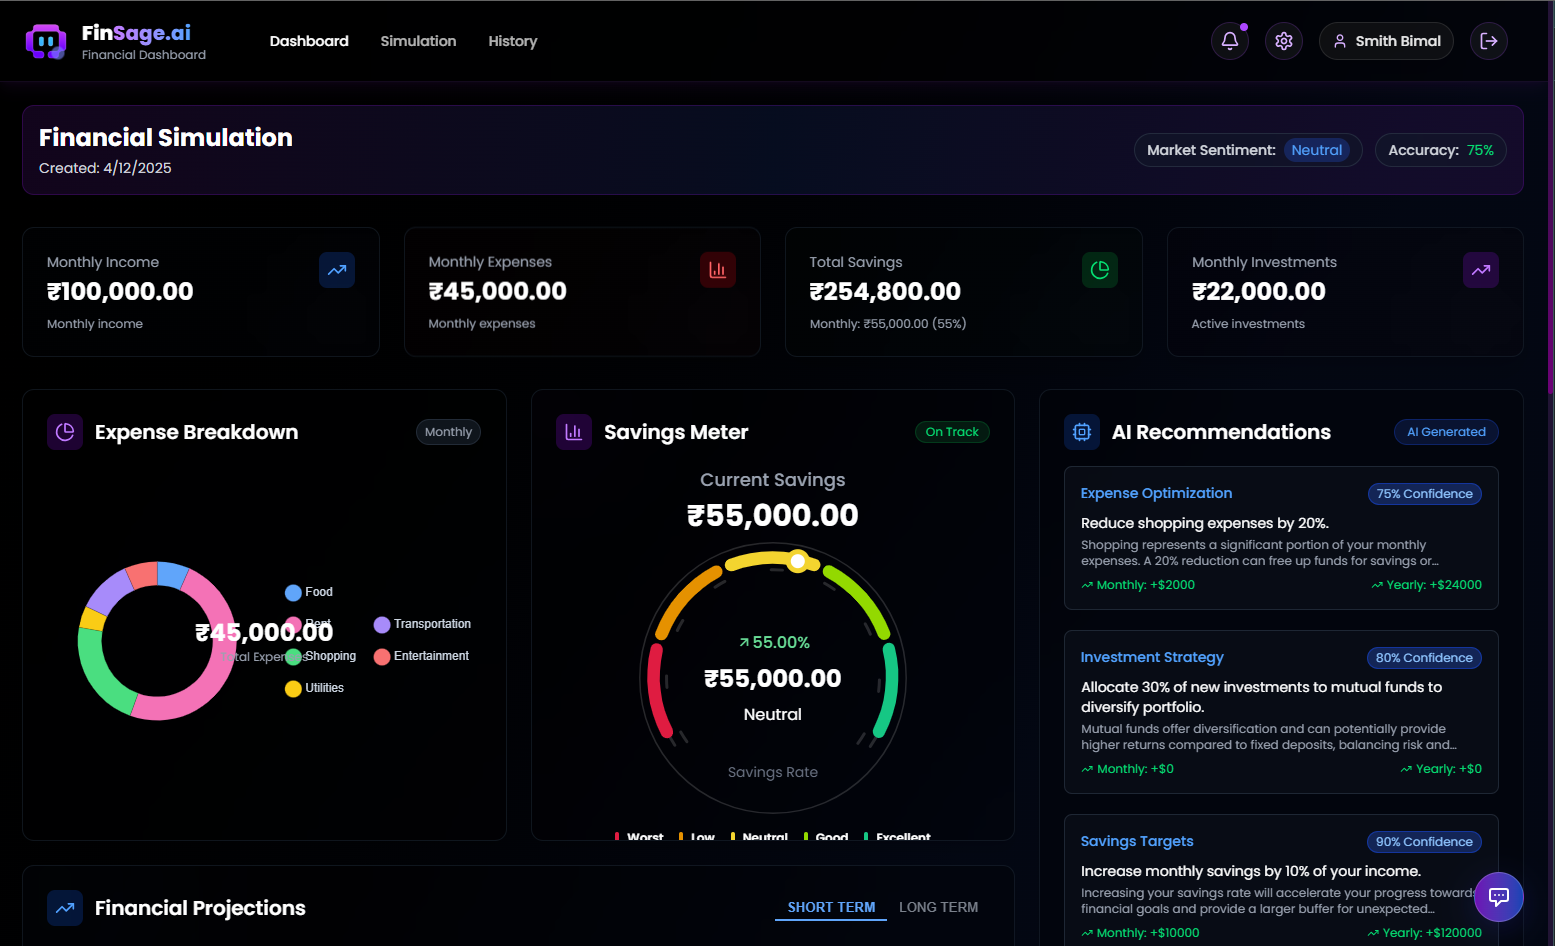 FinSage.ai
Financial Dashboard
Dashboard
Simulation
History
Smith Bimal
Financial Simulation
Created: 4/12/2025
Market Sentiment: Neutral
Accuracy: 75%
Monthly Income
₹100,000.00
Monthly income
Monthly Expenses
₹45,000.00
Monthly expenses
Total Savings
₹254,800.00
Monthly: ₹55,000.00 (55%)
Monthly Investments
₹22,000.00
Active investments
Expense Breakdown
Monthly
₹45,000.00
Food
Rent
Transportation
Shopping
Entertainment
Utilities
Savings Meter
On Track
Current Savings
₹55,000.00
55.00%
₹55,000.00
Neutral
Savings Rate
Worst
Low
Neutral
Good
Excellent
AI Recommendations
AI Generated
Expense Optimization
75% Confidence
Reduce shopping expenses by 20%.
Shopping represents a significant portion of your monthly
expenses. A 20% reduction can free up funds for savings or...
Monthly: +$2000
Yearly: +$24000
Investment Strategy
80% Confidence
Allocate 30% of new investments to mutual funds to
diversify portfolio.
Mutual funds offer diversification and can potentially provide
higher returns compared to fixed deposits, balancing risk and...
Monthly: +$0
Yearly: +$0
Savings Targets
90% Confidence
Increase monthly savings by 10% of your income.
Increasing your savings rate will accelerate your progress towards
financial goals and provide a larger buffer for unexpected...
Monthly: +$10000
Yearly: +$120000
Financial Projections
SHORT TERM
LONG TERM